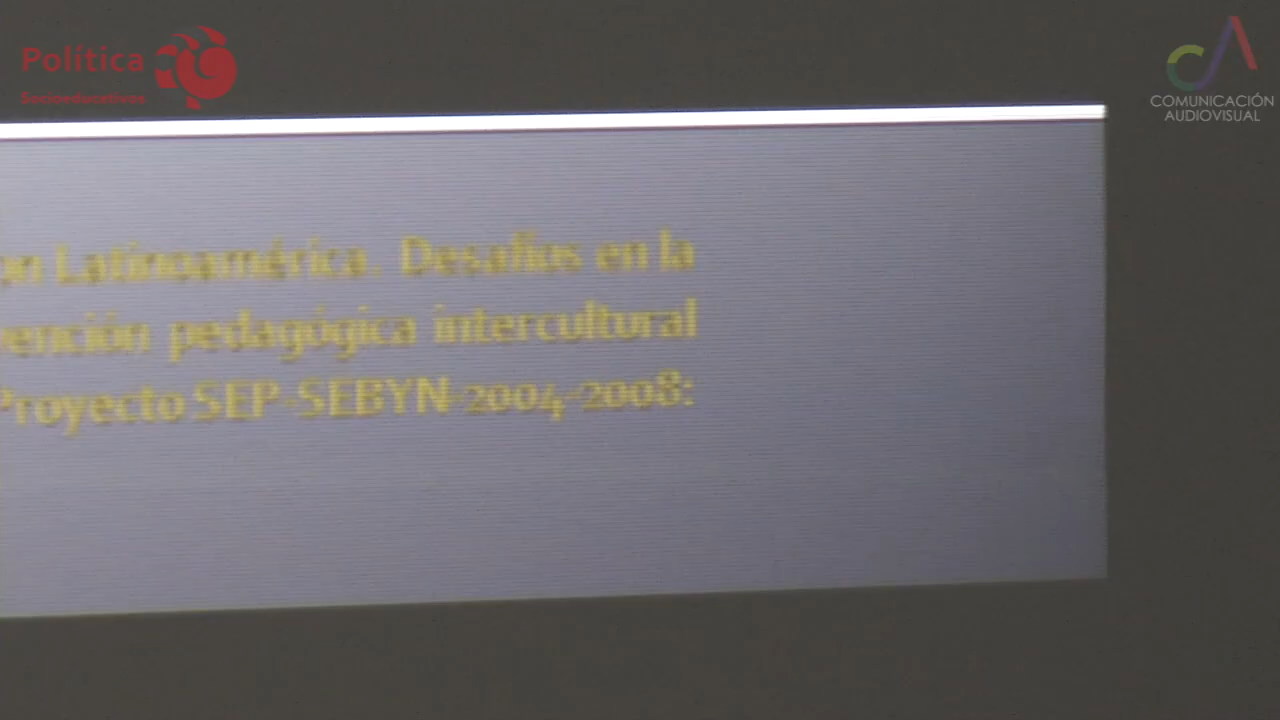 Política
Socioeducativas
COMUNICACIÓN
AUDIOVISUAL
Latinoamérica. Desafíos en la
pedagógica intercultural
Proyecto SEP-SEBYN-2004-2008: